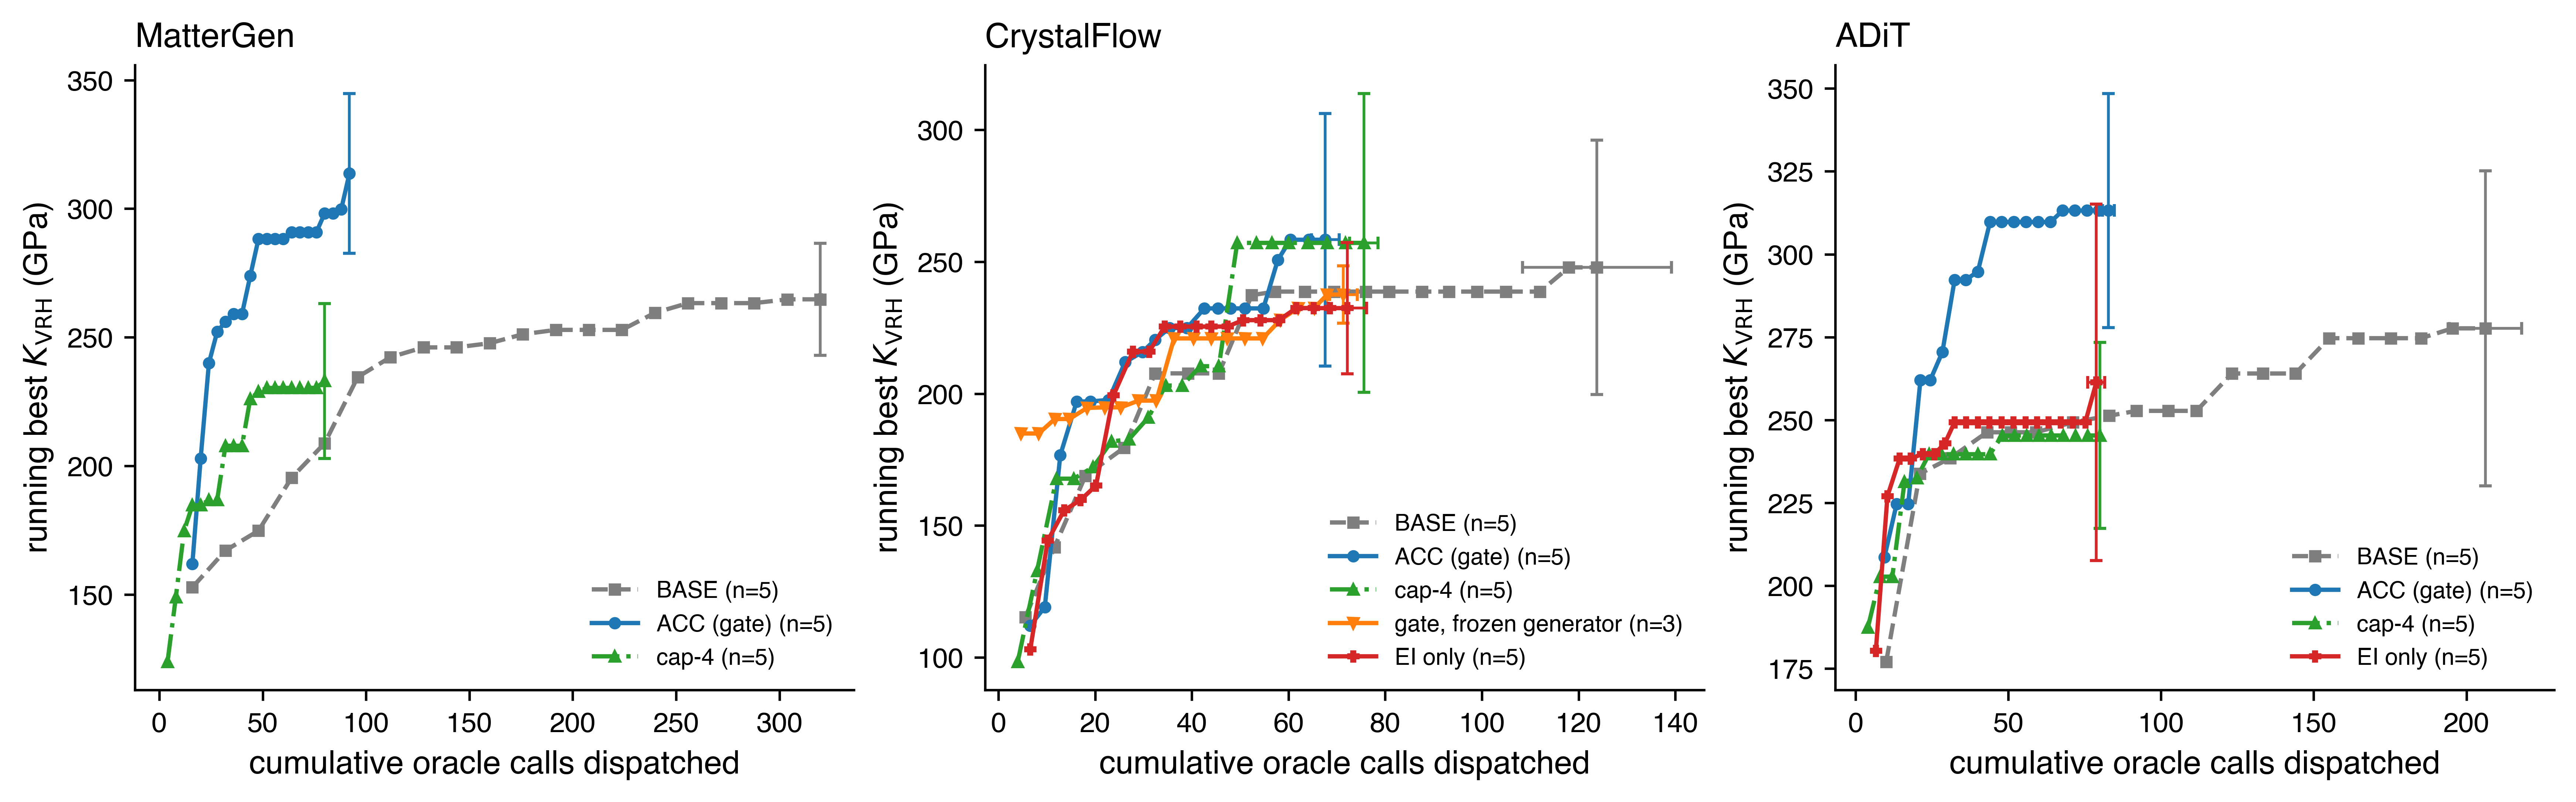 MatterGen
350
300
250
200
150
running best K_VRH (GPa)
0 50 100 150 200 250 300
cumulative oracle calls dispatched
BASE (n=5)
ACC (gate) (n=5)
cap-4 (n=5)
CrystalFlow
300
250
200
150
100
running best K_VRH (GPa)
0 20 40 60 80 100 120 140
cumulative oracle calls dispatched
BASE (n=5)
ACC (gate) (n=5)
cap-4 (n=5)
gate, frozen generator (n=3)
EI only (n=5)
ADiT
350
325
300
275
250
225
200
175
running best K_VRH (GPa)
0 50 100 150 200
cumulative oracle calls dispatched
BASE (n=5)
ACC (gate) (n=5)
cap-4 (n=5)
EI only (n=5)